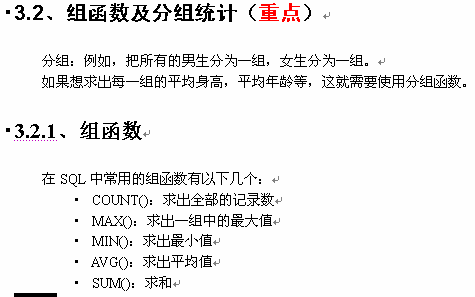 3.2、组函数及分组统计（重点）
分组：例如，把所有的男生分为一组，女生分为一组。
如果想求出每一组的平均身高，平均年龄等，这就需要使用分组函数。
3.2.1、组函数
在 SQL 中常用的组函数有以下几个：
• COUNT()：求出全部的记录数
• MAX()：求出一组中的最大值
• MIN()：求出最小值
• AVG()：求出平均值
• SUM()：求和